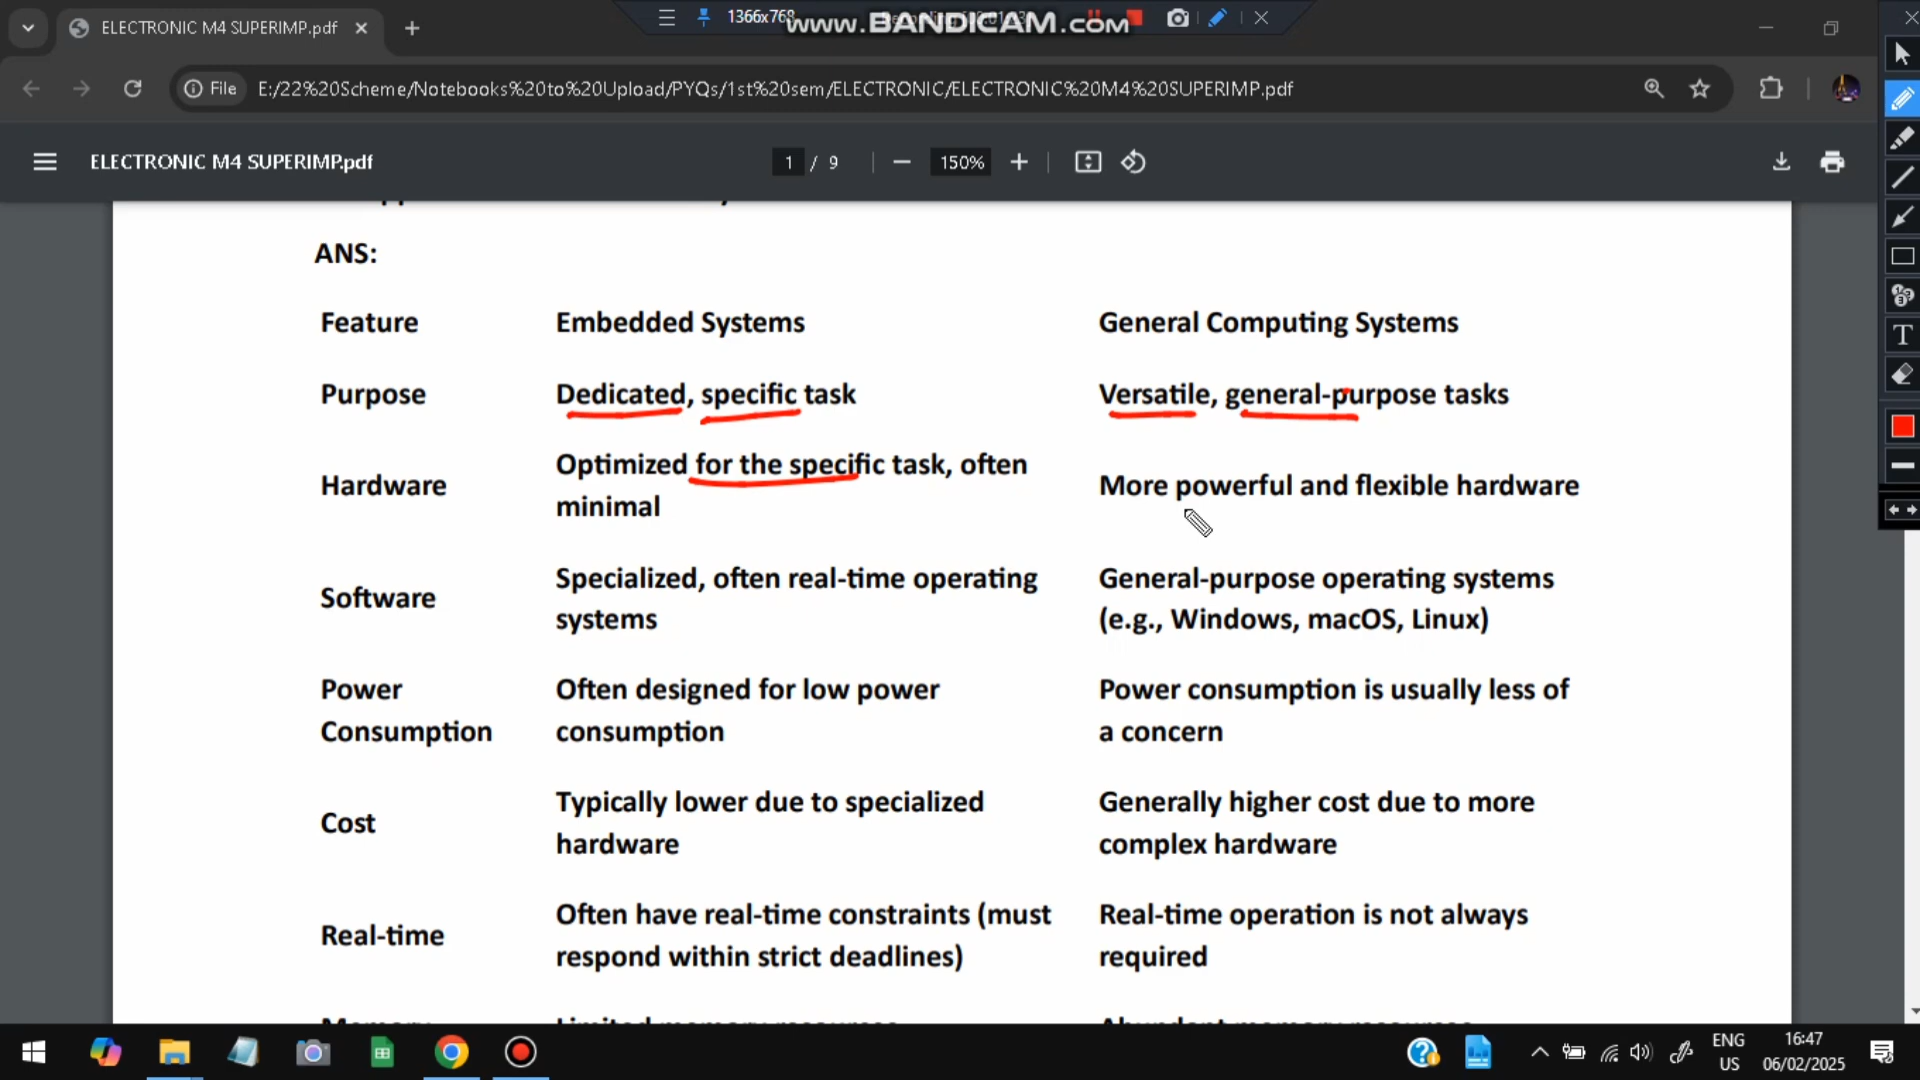 ELECTRONIC M4 SUPERIMP.pdf
1366x768
www.BANDICAM.com
File
E:/22%20Scheme/Notebooks%20to%20Upload/PYQs/1st%20sem/ELECTRONIC/ELECTRONIC%20M4%20SUPERIMP.pdf
ELECTRONIC M4 SUPERIMP.pdf
1 / 9
150%
ANS:
Feature Embedded Systems General Computing Systems
Purpose Dedicated, specific task Versatile, general-purpose tasks
Hardware Optimized for the specific task, often minimal More powerful and flexible hardware
Software Specialized, often real-time operating systems General-purpose operating systems (e.g., Windows, macOS, Linux)
Power Consumption Often designed for low power consumption Power consumption is usually less of a concern
Cost Typically lower due to specialized hardware Generally higher cost due to more complex hardware
Real-time Often have real-time constraints (must respond within strict deadlines) Real-time operation is not always required
T
ENG
US
16:47
06/02/2025